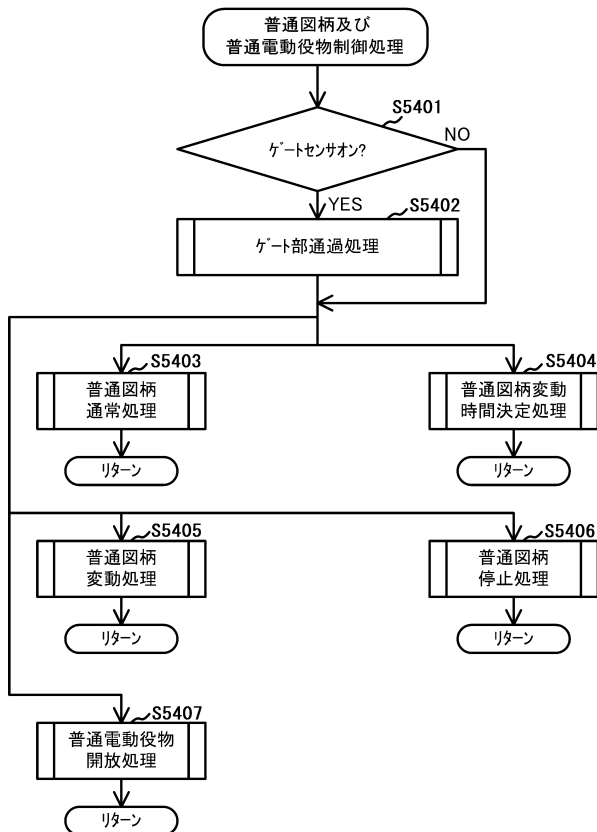 普通図柄及び
普通電動役物制御処理
S5401
ｹﾞｰﾄｾﾝｻｵﾝ?
NO
YES
S5402
ｹﾞｰﾄ部通過処理
S5403
普通図柄
通常処理
ﾘﾀｰﾝ
S5404
普通図柄変動
時間決定処理
ﾘﾀｰﾝ
S5405
普通図柄
変動処理
ﾘﾀｰﾝ
S5406
普通図柄
停止処理
ﾘﾀｰﾝ
S5407
普通電動役物
開放処理
ﾘﾀｰﾝ